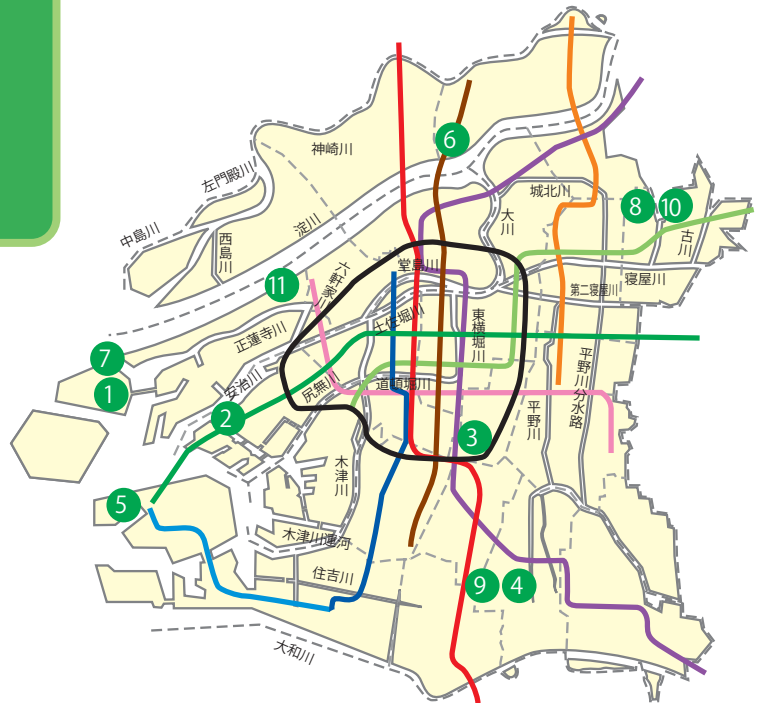 6
神崎川
左門殿川
城北川
8
10
大川
中島川
西島川
淀川
古川
堂島川
六軒家川
11
寝屋川
第二寝屋川
土佐堀川
正蓮寺川
東横堀川
7
安治川
尻無川
道頓堀川
平野川分水路
1
2
平野川
3
木津川
5
木津川運河
住吉川
9
4
大和川